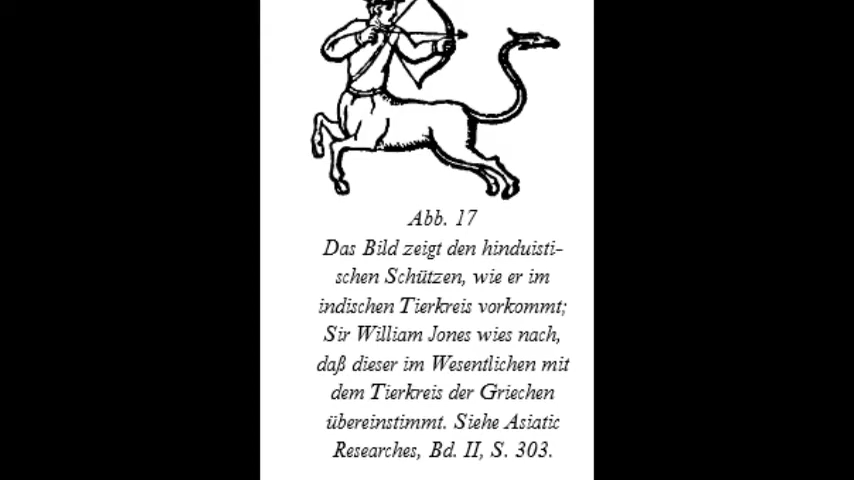 Abb. 17
Das Bild zeigt den hinduisti-
schen Schützen, wie er im
indischen Tierkreis vorkommt;
Sir William Jones wies nach,
daß dieser im Wesentlichen mit
dem Tierkreis der Griechen
übereinstimmt. Siehe Asiatic
Researches, Bd. II, S. 303.